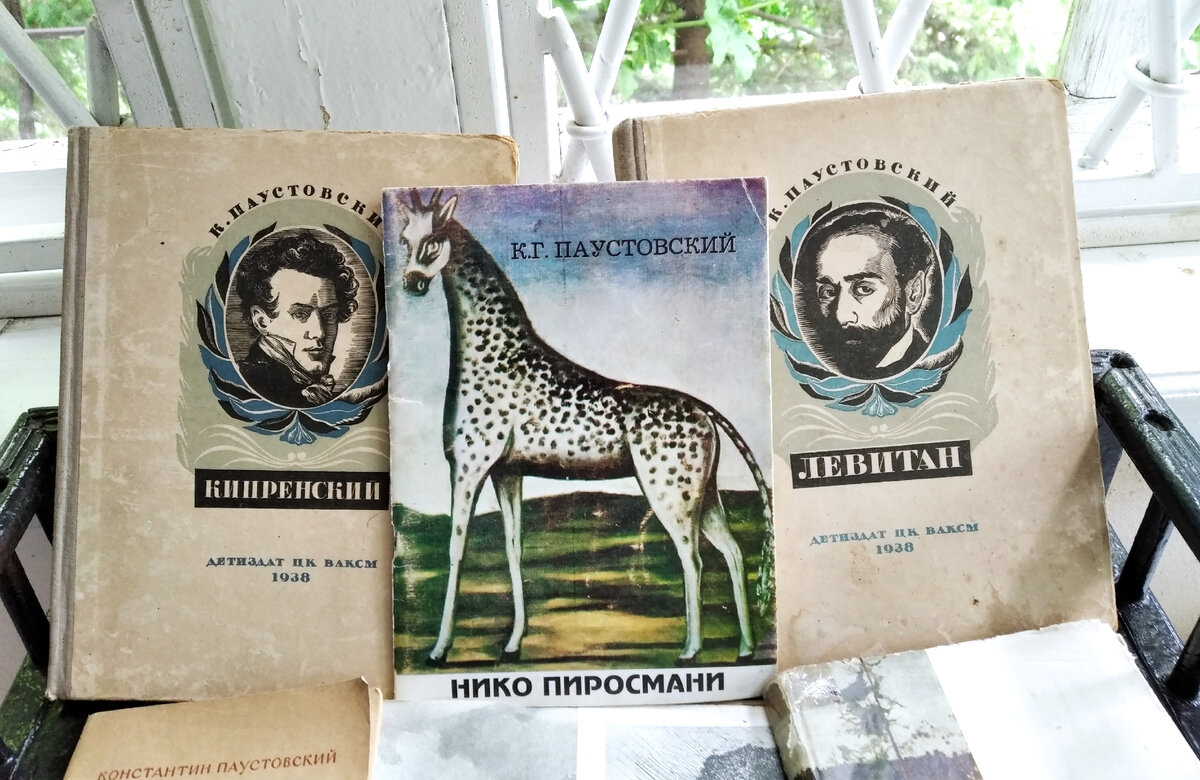 К. ПАУСТОВСКИЙ
КИПРЕНСКИЙ
ДЕТИЗДАТ ЦК ВЛКСМ
1938
К.Г. ПАУСТОВСКИЙ
НИКО ПИРОСМАНИ
К. ПАУСТОВСКИЙ
ЛЕВИТАН
ДЕТИЗДАТ ЦК ВЛКСМ
1938
КОНСТАНТИН ПАУСТОВСКИЙ